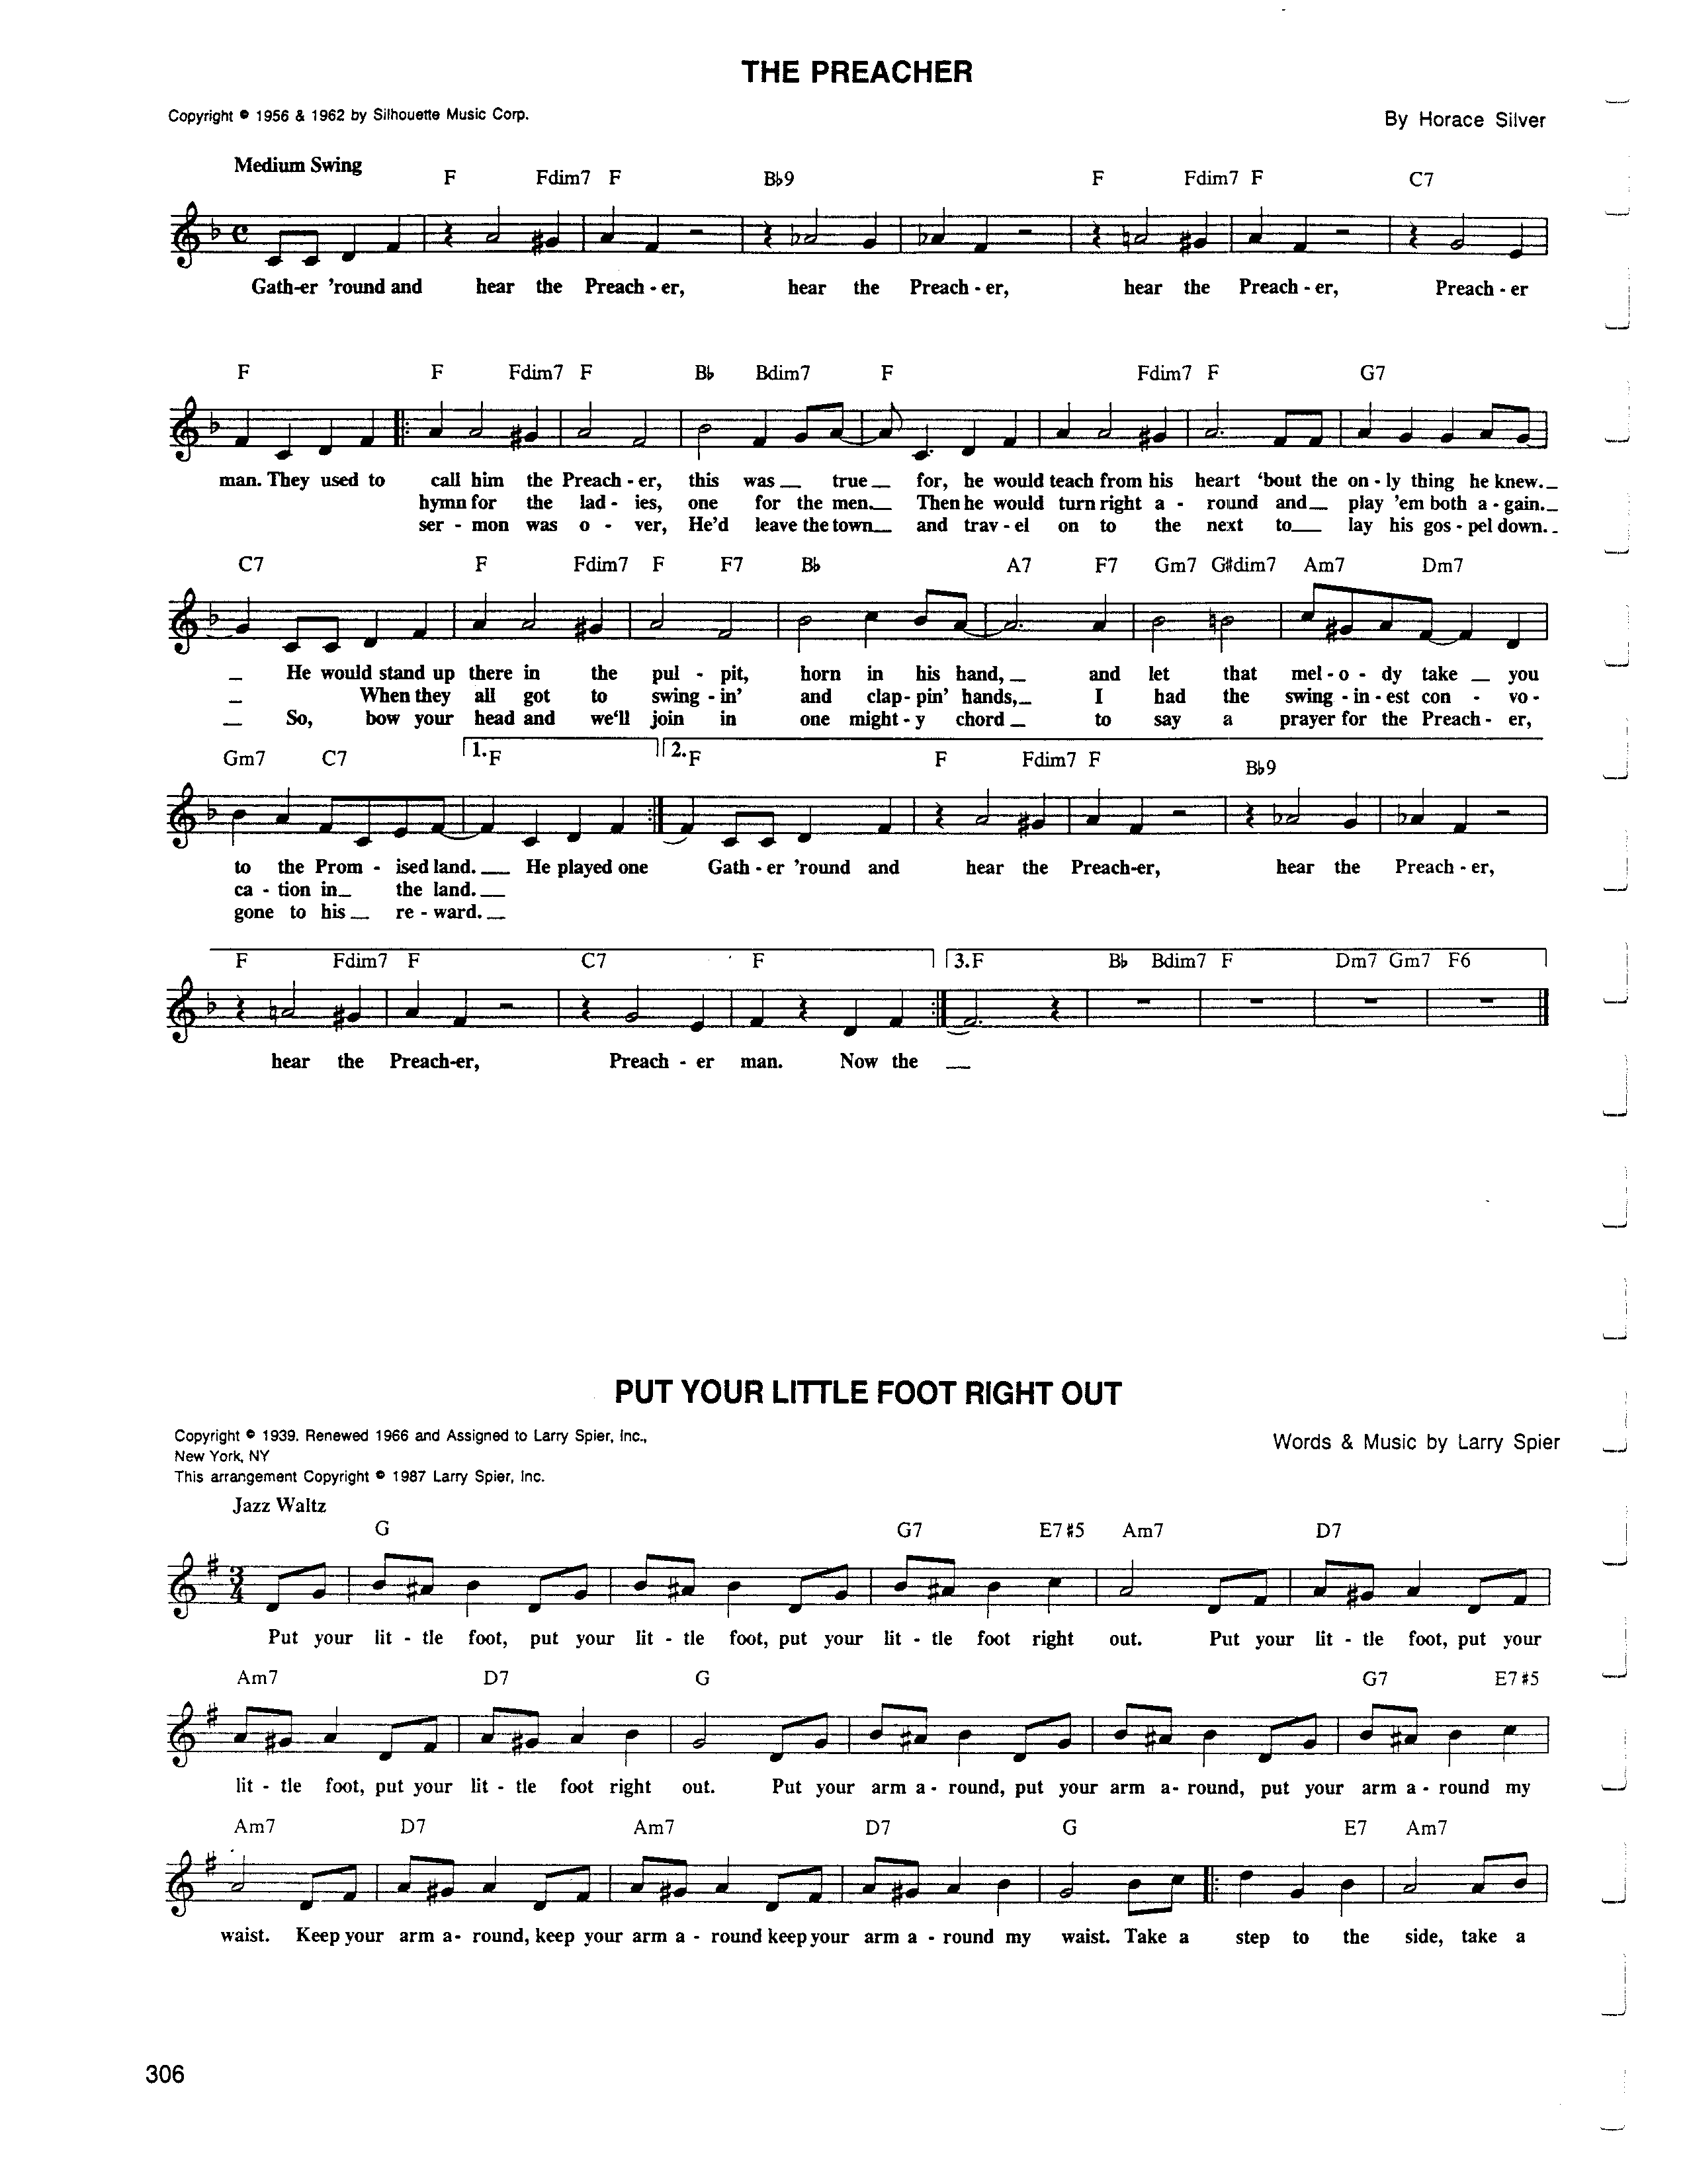 THE PREACHER
Copyright © 1956 & 1962 by Silhouette Music Corp.
By Horace Silver
Medium Swing
F Fdim7 F B♭9 F Fdim7 F C7
Gath-er 'round and hear the Preach - er, hear the Preach - er, hear the Preach - er, Preach - er
F F Fdim7 F B♭ Bdim7 F Fdim7 F G7
man. They used to call him the Preach - er, this was _ true _ for, he would teach from his heart 'bout the on - ly thing he knew. _
hymn for the lad - ies, one for the men. _ Then he would turn right a - round and _ play 'em both a - gain. _
ser - mon was o - ver, He'd leave the town _ and trav - el on to the next to _ lay his gos - pel down. _
C7 F Fdim7 F F7 B♭ A7 F7 Gm7 G#dim7 Am7 Dm7
_ He would stand up there in the pul - pit, horn in his hand, _ and let that mel - o - dy take _ you
_ When they all got to swing - in' and clap - pin' hands, _ I had the swing - in - est con - vo -
_ So, bow your head and we'll join in one might - y chord _ to say a prayer for the Preach - er,
Gm7 C7 1. F 2. F F Fdim7 F B♭9
to the Prom - ised land. _ He played one Gath - er 'round and hear the Preach-er, hear the Preach - er,
ca - tion in _ the land. _
gone to his _ re - ward. _
F Fdim7 F C7 F 3. F B♭ Bdim7 F Dm7 Gm7 F6
hear the Preach-er, Preach - er man. Now the _
PUT YOUR LITTLE FOOT RIGHT OUT
Copyright © 1939. Renewed 1966 and Assigned to Larry Spier, Inc.,
New York, NY
This arrangement Copyright © 1987 Larry Spier, Inc.
Words & Music by Larry Spier
Jazz Waltz
G G7 E7#5 Am7 D7
3
4
Put your lit - tle foot, put your lit - tle foot, put your lit - tle foot right out. Put your lit - tle foot, put your
Am7 D7 G G7 E7#5
lit - tle foot, put your lit - tle foot right out. Put your arm a - round, put your arm a- round, put your arm a - round my
Am7 D7 Am7 D7 G E7 Am7
waist. Keep your arm a- round, keep your arm a - round keep your arm a - round my waist. Take a step to the side, take a
306